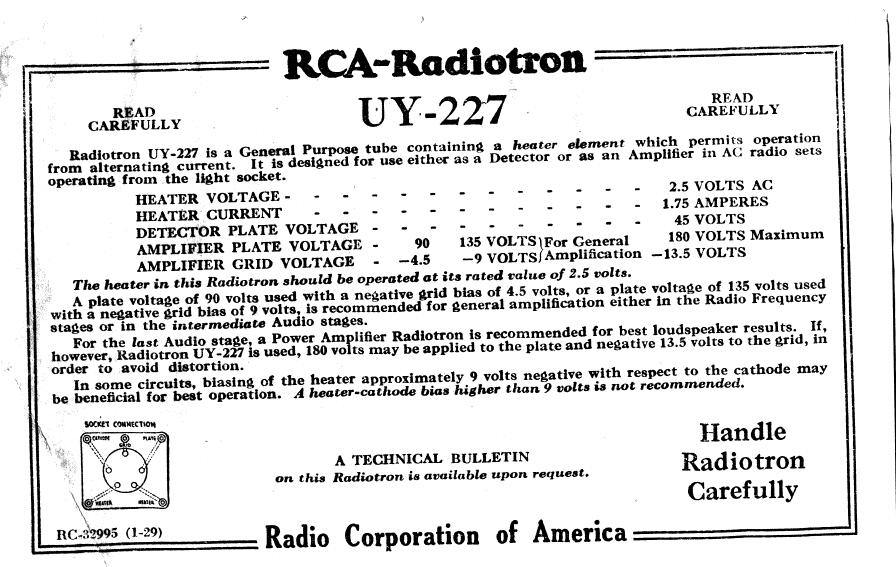 RCA-Radiotron
UY-227
READ
CAREFULLY
READ
CAREFULLY
Radiotron UY-227 is a General Purpose tube containing a heater element which permits operation
from alternating current. It is designed for use either as a Detector or as an Amplifier in AC radio sets
operating from the light socket.
HEATER VOLTAGE - - - - - - - - - - - - - 2.5 VOLTS AC
HEATER CURRENT - - - - - - - - - - - - 1.75 AMPERES
DETECTOR PLATE VOLTAGE - - - - - - - - - - 45 VOLTS
AMPLIFIER PLATE VOLTAGE - 90 135 VOLTS } For General 180 VOLTS Maximum
AMPLIFIER GRID VOLTAGE - –4.5 –9 VOLTS } Amplification –13.5 VOLTS
The heater in this Radiotron should be operated at its rated value of 2.5 volts.
A plate voltage of 90 volts used with a negative grid bias of 4.5 volts, or a plate voltage of 135 volts used
with a negative grid bias of 9 volts, is recommended for general amplification either in the Radio Frequency
stages or in the intermediate Audio stages.
For the last Audio stage, a Power Amplifier Radiotron is recommended for best loudspeaker results. If,
however, Radiotron UY-227 is used, 180 volts may be applied to the plate and negative 13.5 volts to the grid, in
order to avoid distortion.
In some circuits, biasing of the heater approximately 9 volts negative with respect to the cathode may
be beneficial for best operation. A heater-cathode bias higher than 9 volts is not recommended.
SOCKET CONNECTION
CATHODE PLATE
GRID
HEATER HEATER
A TECHNICAL BULLETIN
on this Radiotron is available upon request.
Handle
Radiotron
Carefully
RC-32995 (1-29)
Radio Corporation of America